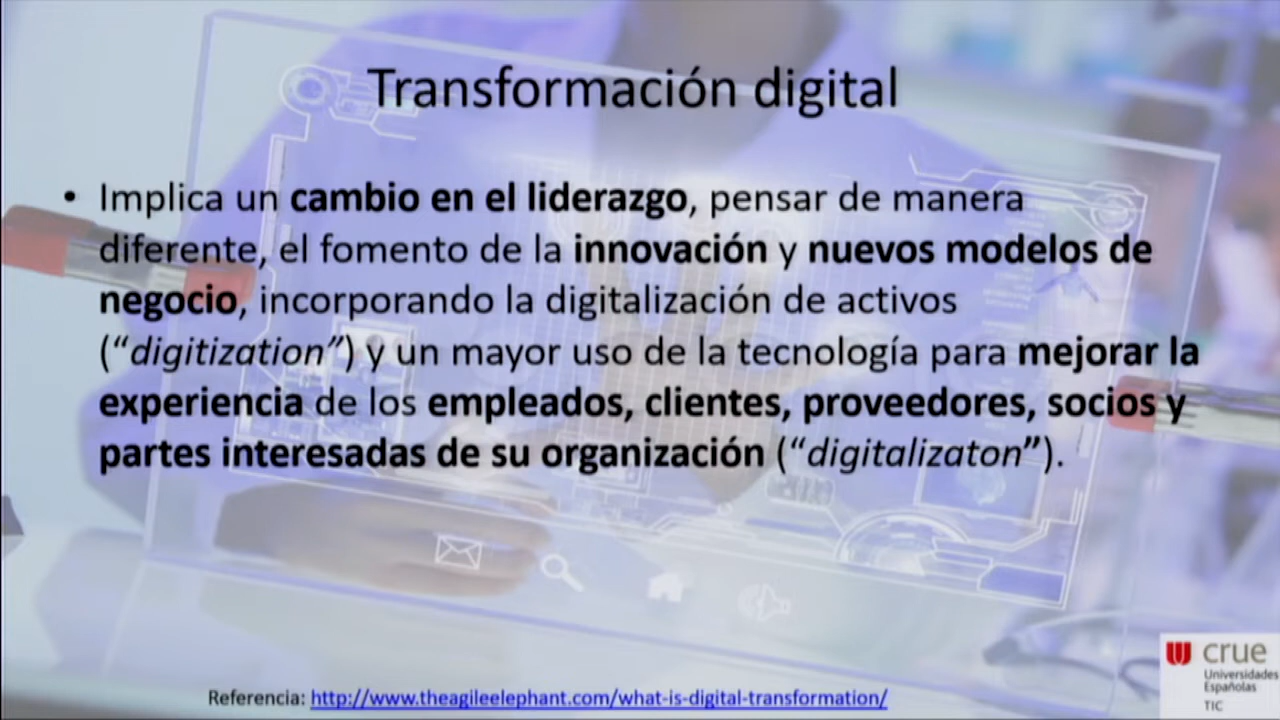 Transformación digital
• Implica un cambio en el liderazgo, pensar de manera
diferente, el fomento de la innovación y nuevos modelos de
negocio, incorporando la digitalización de activos
(“digitization”) y un mayor uso de la tecnología para mejorar la
experiencia de los empleados, clientes, proveedores, socios y
partes interesadas de su organización (“digitalizaton”).
Referencia: http://www.theagileelephant.com/what-is-digital-transformation/
crue
Universidades
Españolas
TIC